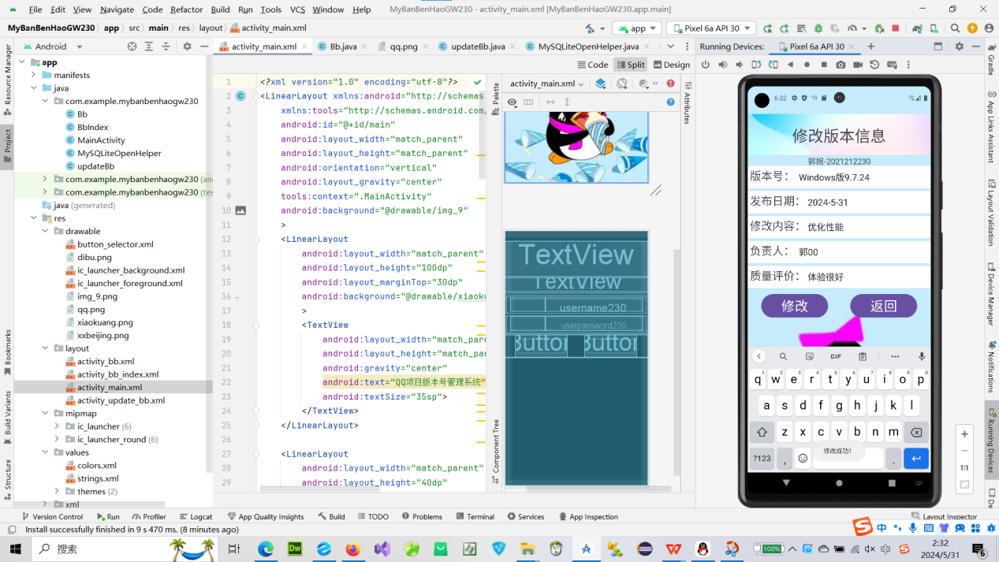 File Edit View Navigate Code Refactor Build Run Tools VCS Window Help MyBanBenHaoGW230 - activity_main.xml [MyBanBenHaoGW230.app.main]
MyBanBenHaoGW230 app src main res layout activity_main.xml app Pixel 6a API 30
Android activity_main.xml Bb.java qq.png updateBb.java MySQLiteOpenHelper.java Running Devices: Pixel 6a API 30
Code Split Design
Resource Manager
Project
Bookmarks
Build Variants
Structure
app
manifests
java
com.example.mybanbenhaogw230
Bb
BbIndex
MainActivity
MySQLiteOpenHelper
updateBb
com.example.mybanbenhaogw230 (an
com.example.mybanbenhaogw230 (tes
java (generated)
res
drawable
button_selector.xml
dibu.png
ic_launcher_background.xml
ic_launcher_foreground.xml
img_9.png
qq.png
xiaokuang.png
xxbeijing.png
layout
activity_bb.xml
activity_bb_index.xml
activity_main.xml
activity_update_bb.xml
mipmap
ic_launcher (6)
ic_launcher_round (6)
values
colors.xml
strings.xml
themes (2)
xml
1 <?xml version="1.0" encoding="utf-8"?>
2 <LinearLayout xmlns:android="http://schemas
3 xmlns:tools="http://schemas.android.com/
4 android:id="@+id/main"
5 android:layout_width="match_parent"
6 android:layout_height="match_parent"
7 android:orientation="vertical"
8 android:layout_gravity="center"
9 tools:context=".MainActivity"
10 android:background="@drawable/img_9"
11 >
12 <LinearLayout
13 android:layout_width="match_parent"
14 android:layout_height="100dp"
15 android:layout_marginTop="30dp"
16 android:background="@drawable/xiaoku
17 >
18 <TextView
19 android:layout_width="match_pare
20 android:layout_height="match_pa
21 android:gravity="center"
22 android:text="QQ项目版本号管理系统"
23 android:textSize="35sp">
24 </TextView>
25 </LinearLayout>
26
27 <LinearLayout
28 android:layout_width="match_parent"
29 android:layout_height="40dp"
Palette
Component Tree
activity_main.xml
Attributes
TextView
TextView
username230
userpassword230
Button Button
6:32
修改版本信息
郭婉-2021212230
版本号： Windows版9.7.24
发布日期： 2024-5-31
修改内容： 优化性能
负责人： 郭00
质量评价： 体验很好
修改 返回
GIF
q 1 w 2 e 3 r 4 t 5 y 6 u 7 i 8 o 9 p 0
a s d f g h j k l
z x c v b n m
修改成功!
?123 , .
1:1
Gradle
App Links Assistant
Layout Validation
Device Manager
Notifications
Running Devices
De
Version Control Run Profiler Logcat App Quality Insights Build TODO Problems Terminal Services App Inspection Layout Inspector
Install successfully finished in 9 s 470 ms. (8 minutes ago)
中
搜索 Dw 100% 2:32
2024/5/31 6